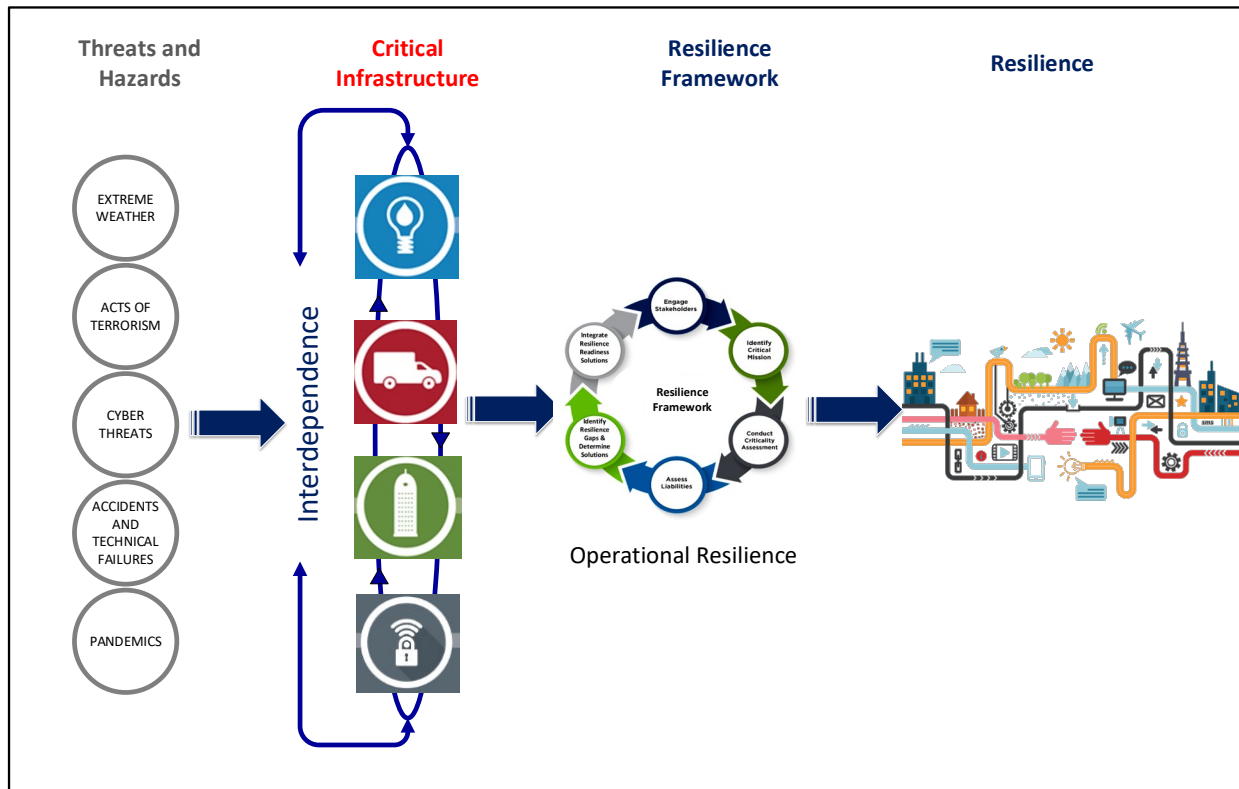 Threats and
Hazards
Critical
Infrastructure
Resilience
Framework
Resilience
EXTREME
WEATHER
ACTS OF
TERRORISM
CYBER
THREATS
ACCIDENTS
AND
TECHNICAL
FAILURES
PANDEMICS
Interdependence
Engage
Stakeholders
Identify
Critical
Mission
Conduct
Criticality
Assessment
Assess
Liabilities
Identify
Resilience
Gaps &
Determine
Solutions
Integrate
Resilience
Readiness
Solutions
Resilience
Framework
Operational Resilience
sms